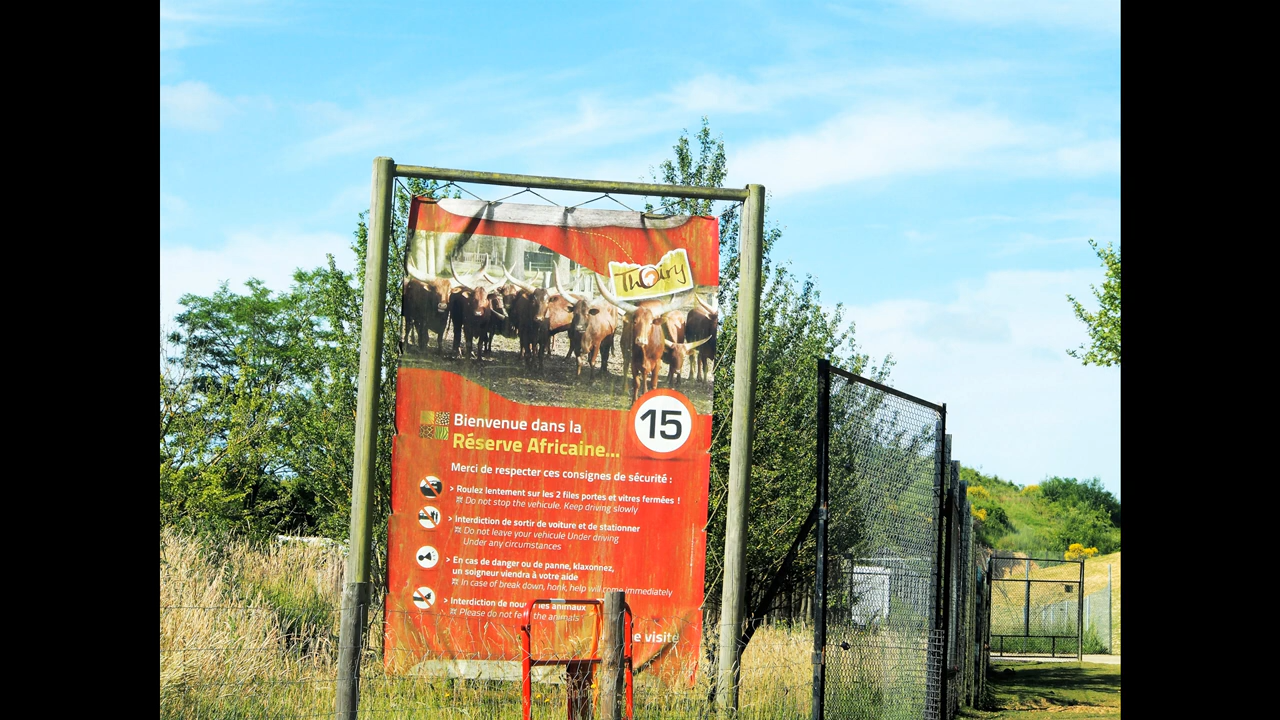 Thoiry
15
Bienvenue dans la
Réserve Africaine...
Merci de respecter ces consignes de sécurité :
> Roulez lentement sur les 2 files portes et vitres fermées !
Do not stop the vehicule. Keep driving slowly
> Interdiction de sortir de voiture et de stationner
Do not leave your vehicule Under driving
Under any circumstances
> En cas de danger ou de panne, klaxonnez,
un soigneur viendra à votre aide
In case of break down, honk, help will come immediately
> Interdiction de les animaux
Please do not the animals
visite